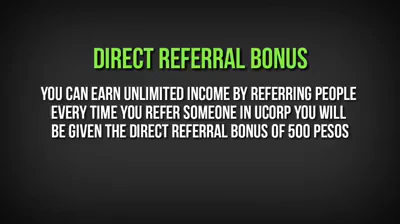 DIRECT REFERRAL BONUS
YOU CAN EARN UNLIMITED INCOME BY REFERRING PEOPLE
EVERY TIME YOU REFER SOMEONE IN UCORP YOU WILL
BE GIVEN THE DIRECT REFERRAL BONUS OF 500 PESOS